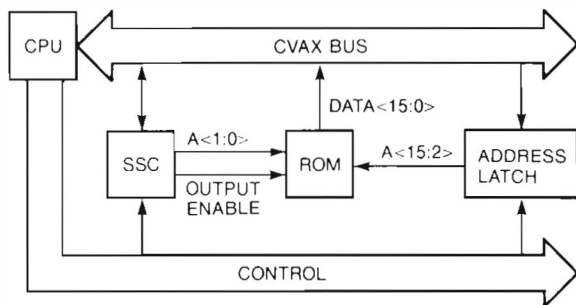 CPU
CVAX BUS
DATA<15:0>
A<1:0>
A<15:2>
SSC
ROM
ADDRESS
LATCH
OUTPUT
ENABLE
CONTROL